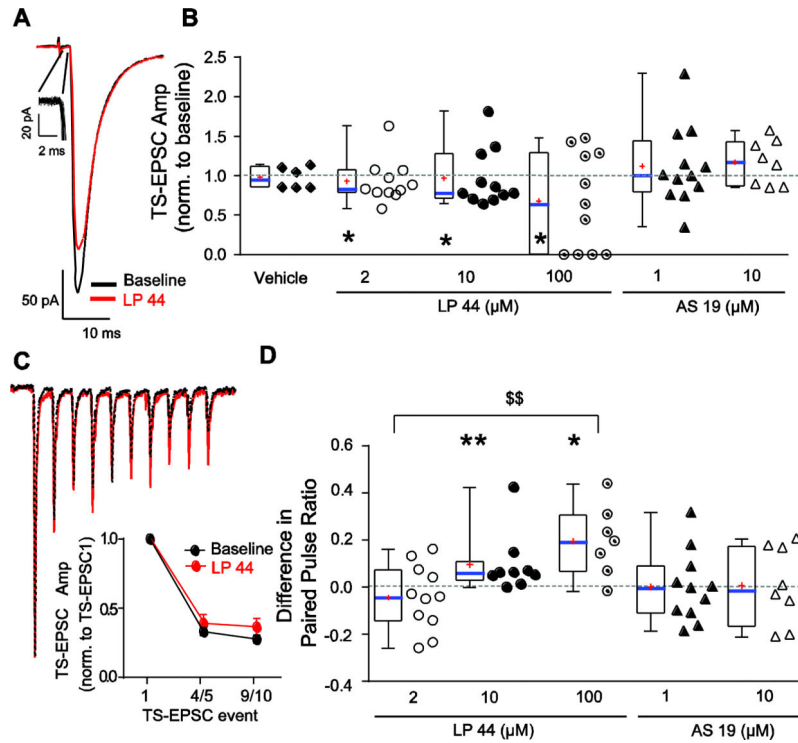 A
20 pA
2 ms
Baseline
LP 44
50 pA
10 ms
B
TS-EPSC Amp
(norm. to baseline)
2.5
2.0
1.5
1.0
0.5
0.0
*
*
*
Vehicle
2
10
100
1
10
LP 44 (µM)
AS 19 (µM)
C
TS-EPSC Amp
(norm. to TS-EPSC1)
1.0
0.5
0.0
Baseline
LP 44
1
4/5
9/10
TS-EPSC event
D
Difference in
Paired Pulse Ratio
0.6
0.4
0.2
0.0
-0.2
-0.4
$$
**
*
2
10
100
1
10
LP 44 (µM)
AS 19 (µM)